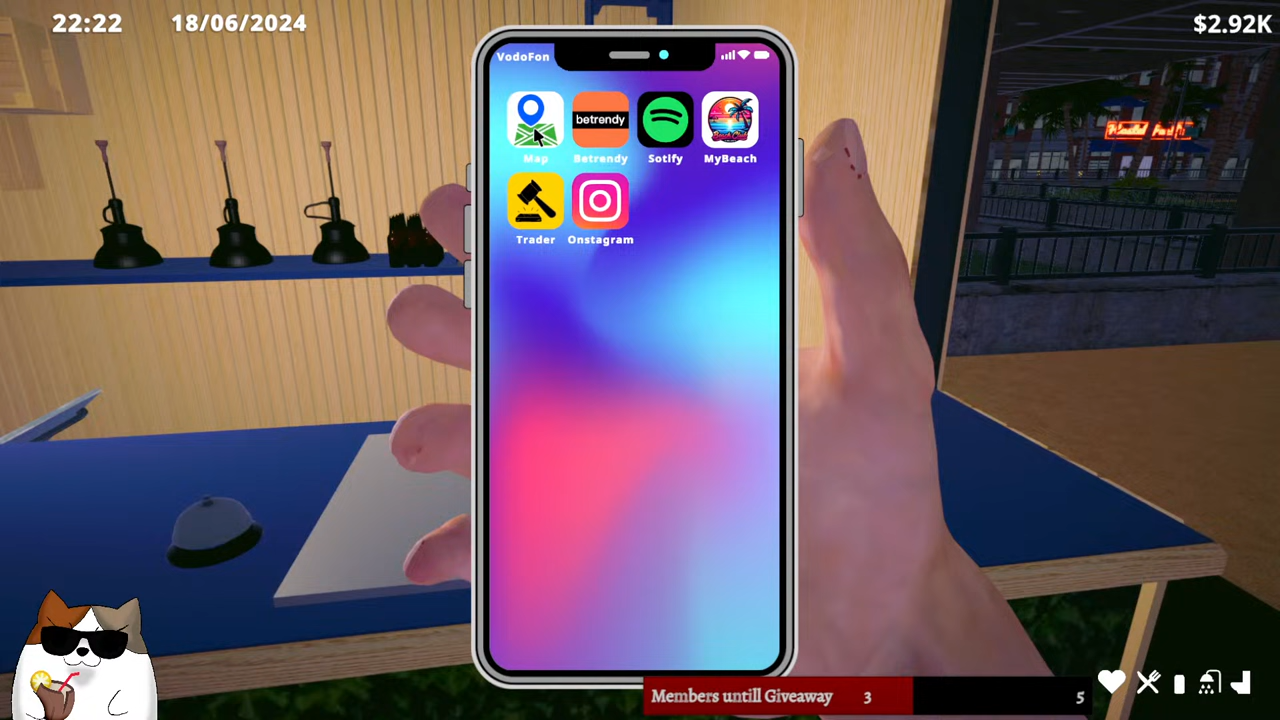 22:22 18/06/2024
$2.92K
VodoFon
betrendy
Map Betrendy Sotify MyBeach
Trader Onstagram
Members untill Giveaway 3 5